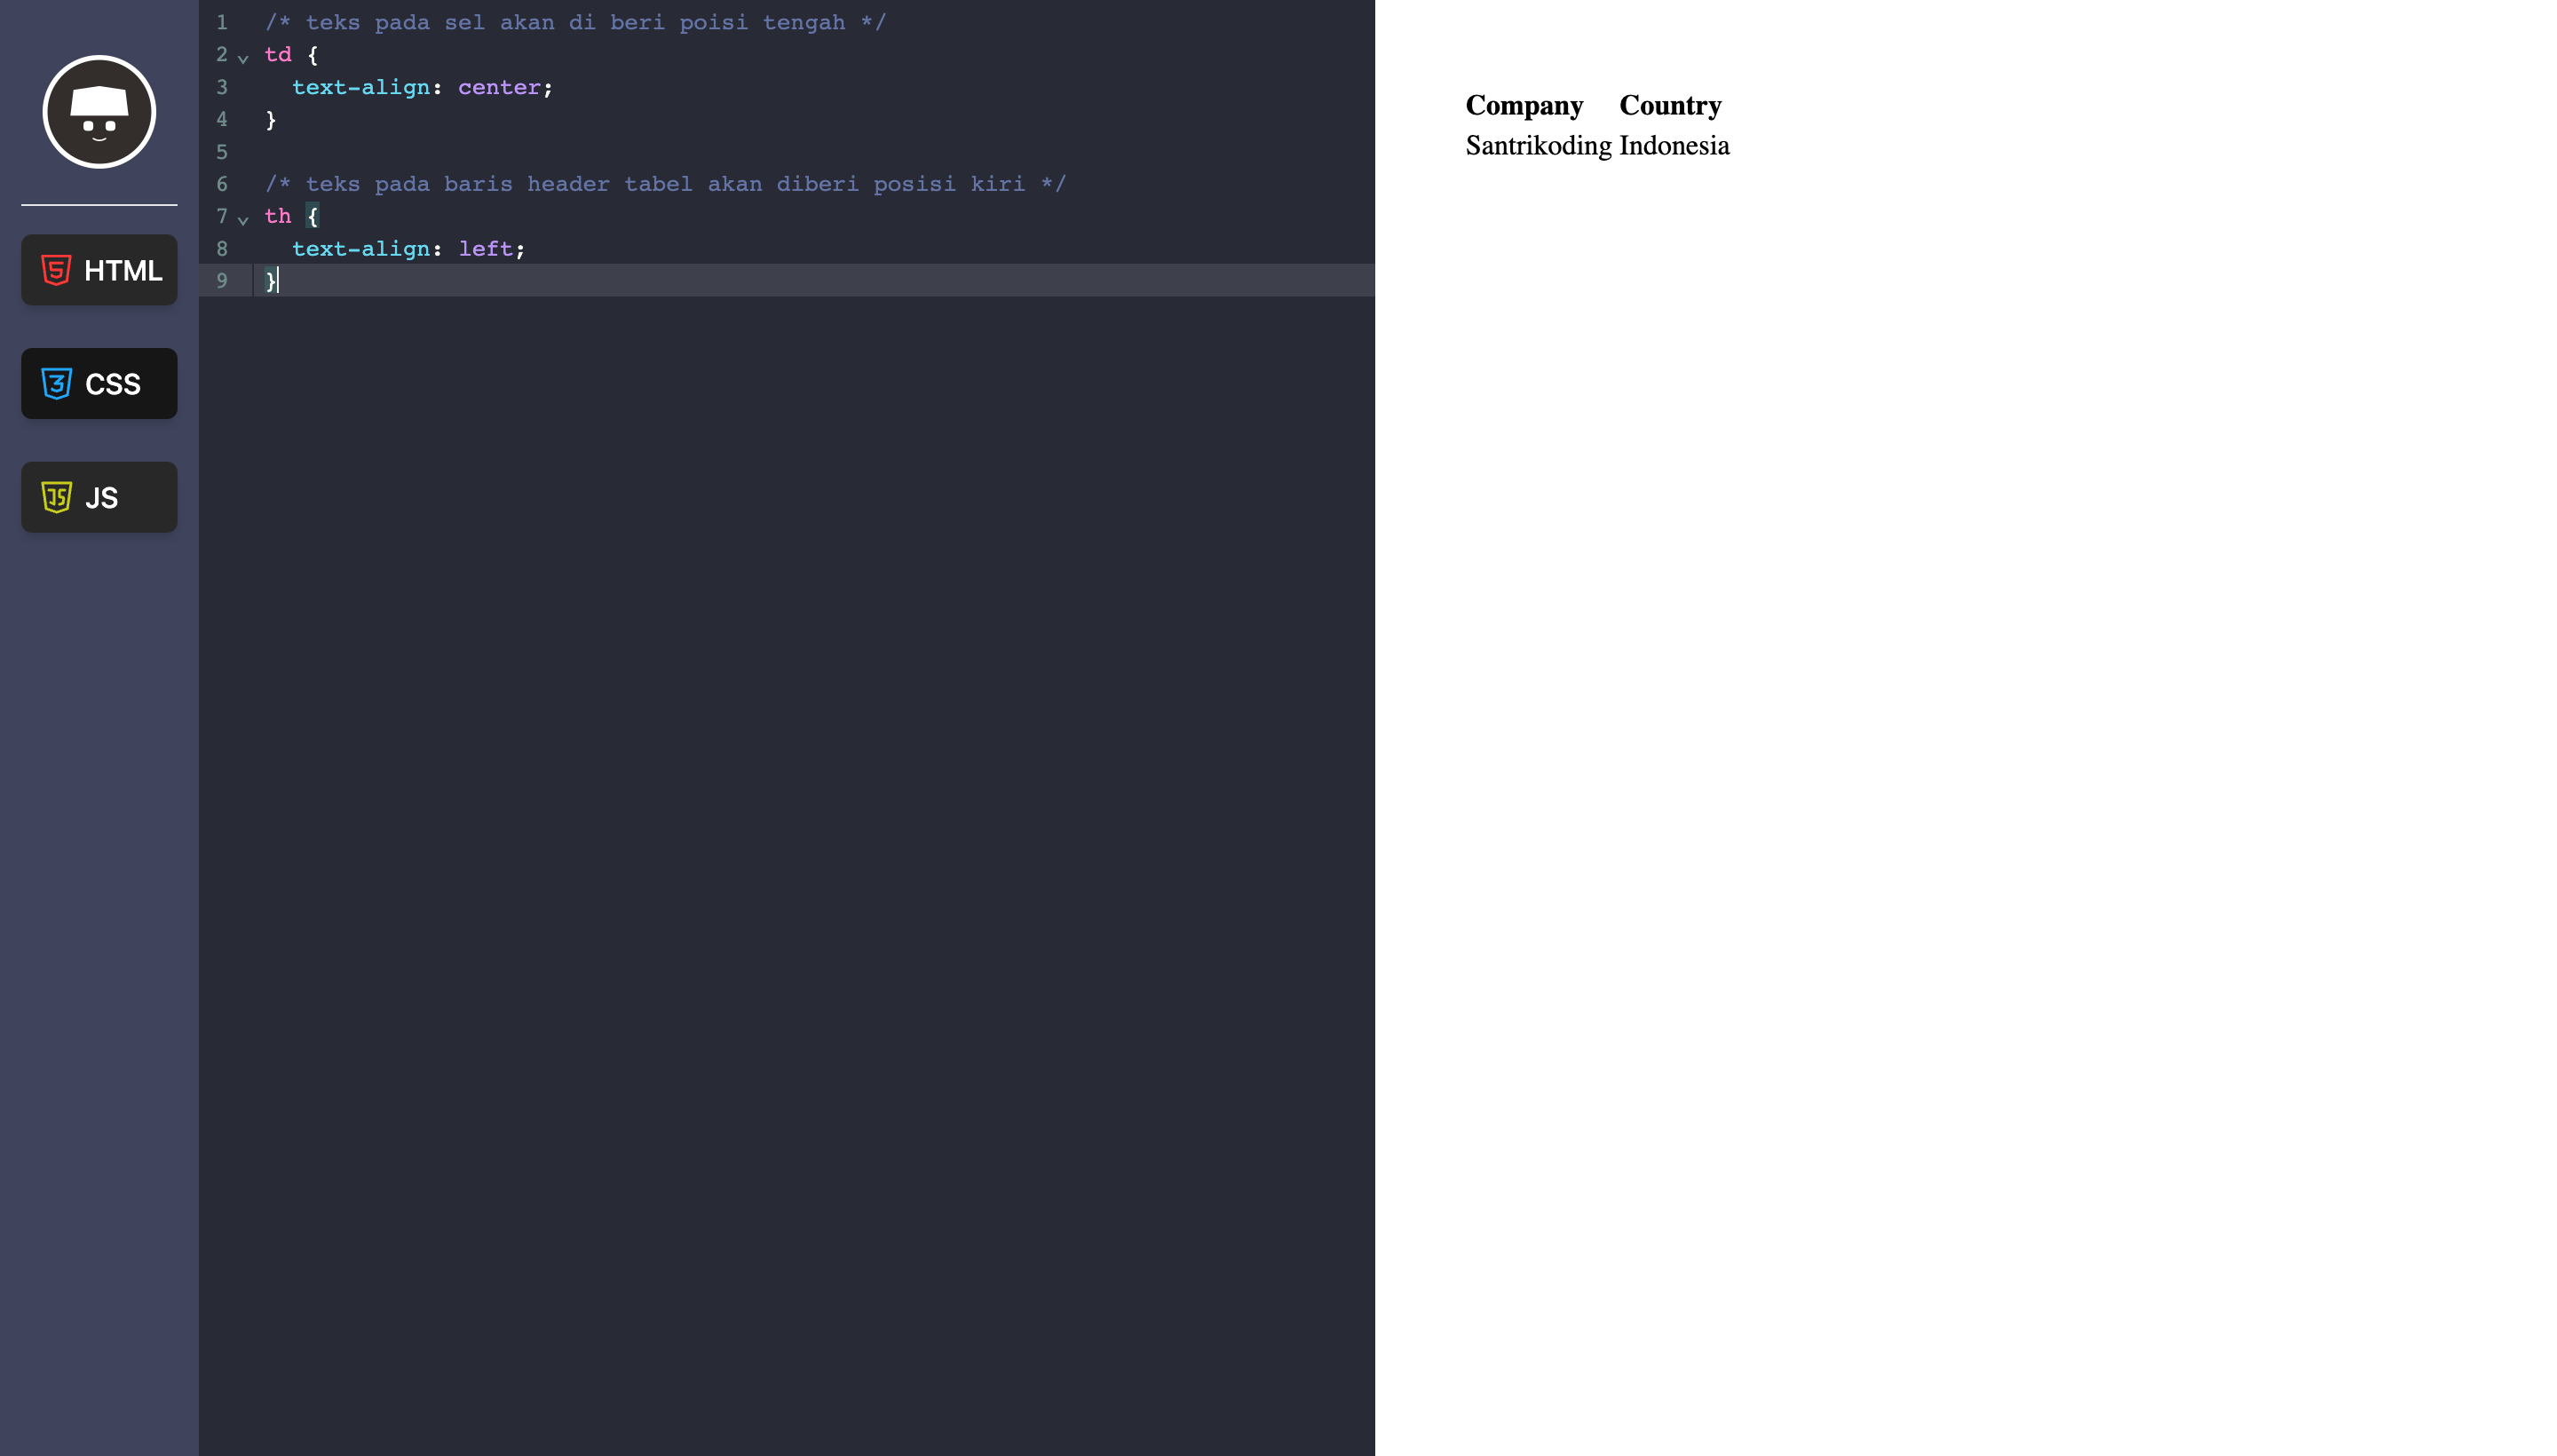 HTML
CSS
JS
1 /* teks pada sel akan di beri poisi tengah */
2 td {
3 text-align: center;
4 }
5
6 /* teks pada baris header tabel akan diberi posisi kiri */
7 th {
8 text-align: left;
9 }
Company Country
Santrikoding Indonesia